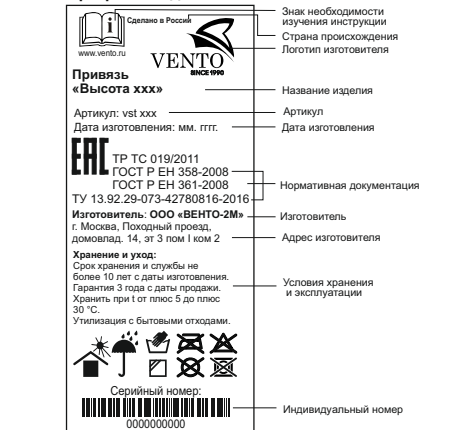 Знак необходимости
изучения инструкции
Сделано в России
Страна происхождения
Логотип изготовителя
www.vento.ru
VENTO
SINCE 1990
Привязь
«Высота xxx»
Название изделия
Артикул: vst xxx
Артикул
Дата изготовления: мм. гггг.
Дата изготовления
EAC
ТР ТС 019/2011
ГОСТ Р ЕН 358-2008
ГОСТ Р ЕН 361-2008
Нормативная документация
ТУ 13.92.29-073-42780816-2016
Изготовитель: ООО «ВЕНТО-2М»
Изготовитель
г. Москва, Походный проезд,
домовлад. 14, эт 3 пом I ком 2
Адрес изготовителя
Хранение и уход:
Срок хранения и службы не
более 10 лет с даты изготовления.
Гарантия 3 года с даты продажи.
Хранить при t от плюс 5 до плюс
30 °С.
Утилизация с бытовыми отходами.
Условия хранения
и эксплуатации
Серийный номер:
Индивидуальный номер
0000000000